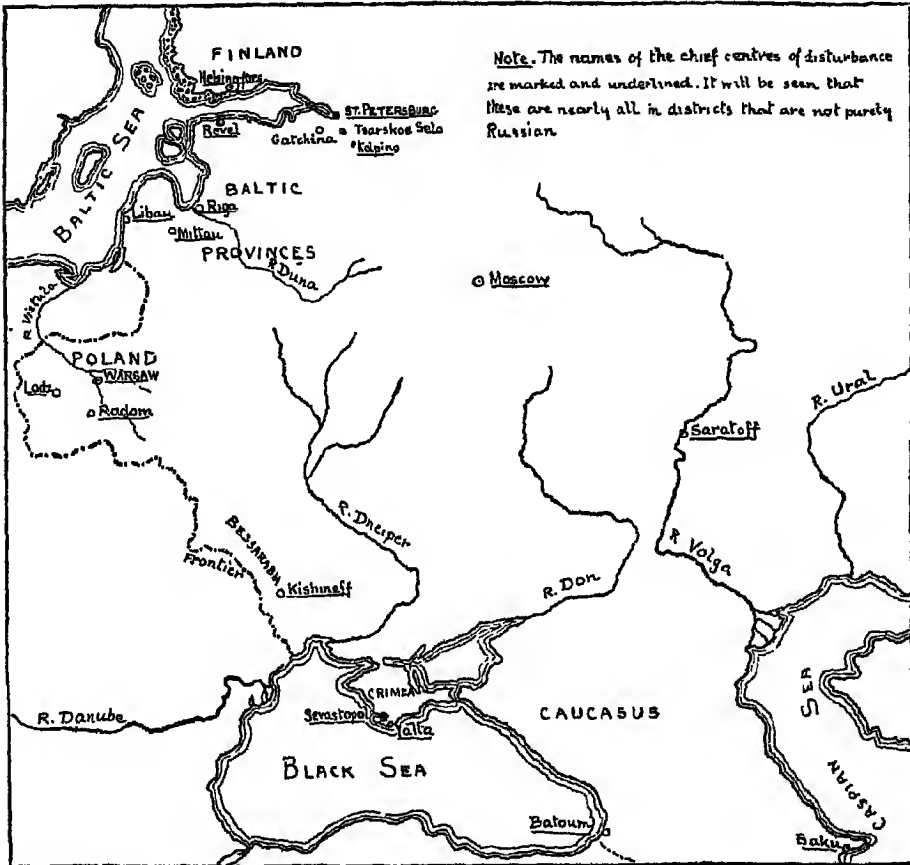 FINLAND
Helsingfors
Note. The names of the chief centres of disturbance
are marked and underlined. It will be seen that
these are nearly all in districts that are not purely
Russian
ST. PETERSBURG
Revel
Gatchina
Tsarskoe Selo
Kolpino
BALTIC SEA
BALTIC
Libau
Riga
Mittau
PROVINCES
R. Düna
Moscow
R. Vistula
POLAND
WARSAW
Lodz
Radom
R. Ural
Saratoff
R. Dneiper
BESSARABIA
Frontier
Kishineff
R. Don
R. Volga
R. Danube
CRIMEA
Sevastopol
Yalta
CAUCASUS
BLACK SEA
CASPIAN SEA
Batoum
Baku